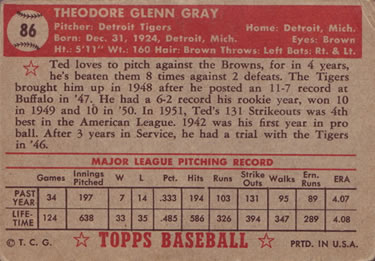 86
THEODORE GLENN GRAY
Pitcher: Detroit Tigers Home: Detroit, Mich.
Born: Dec. 31, 1924, Detroit, Mich. Eyes: Brown
Ht. 5'11" Wt. 160 Hair: Brown Throws: Left Bats: Rt. & Lt.
Ted loves to pitch against the Browns, for in 4 years,
he's beaten them 8 times against 2 defeats. The Tigers
brought him up in 1948 after he posted an 11-7 record at
Buffalo in '47. He had a 6-2 record his rookie year, won 10
in 1949 and 10 in '50. In 1951, Ted's 131 Strikeouts was 4th
best in the American League. 1942 was his first year in pro
ball. After 3 years in Service, he had a trial with the Tigers
in '46.
MAJOR LEAGUE PITCHING RECORD
Games Innings Pitched W L Pct. Hits Runs Strike Outs Walks Ern. Runs ERA
PAST YEAR 34 197 7 14 .333 194 103 131 95 89 4.07
LIFE-TIME 124 638 33 35 .485 586 326 394 349 289 4.08
© T. C. G. TOPPS BASEBALL PRTD. IN U.S.A.